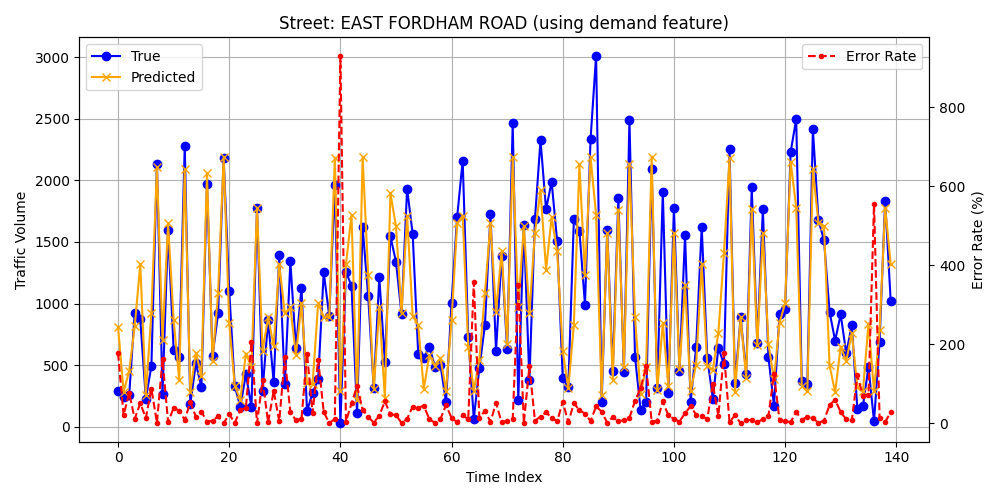 Street: EAST FORDHAM ROAD (using demand feature)
True
Predicted
Error Rate
Traffic Volume
3000
2500
2000
1500
1000
500
0
800
600
400
200
0
Error Rate (%)
0 20 40 60 80 100 120 140
Time Index